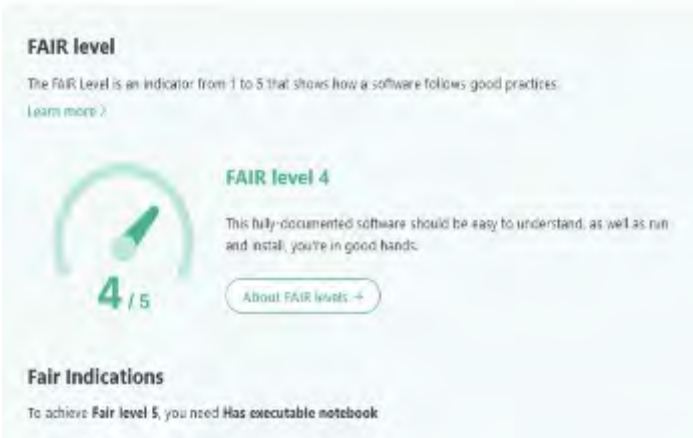 FAIR level
The FAIR Level is an indicator from 1 to 5 that shows how a software follows good practices.
Learn more >
FAIR level 4
This fully-documented software should be easy to understand, as well as run
and install, you're in good hands.
4 / 5
About FAIR levels →
Fair Indications
To achieve Fair level 5, you need Has executable notebook